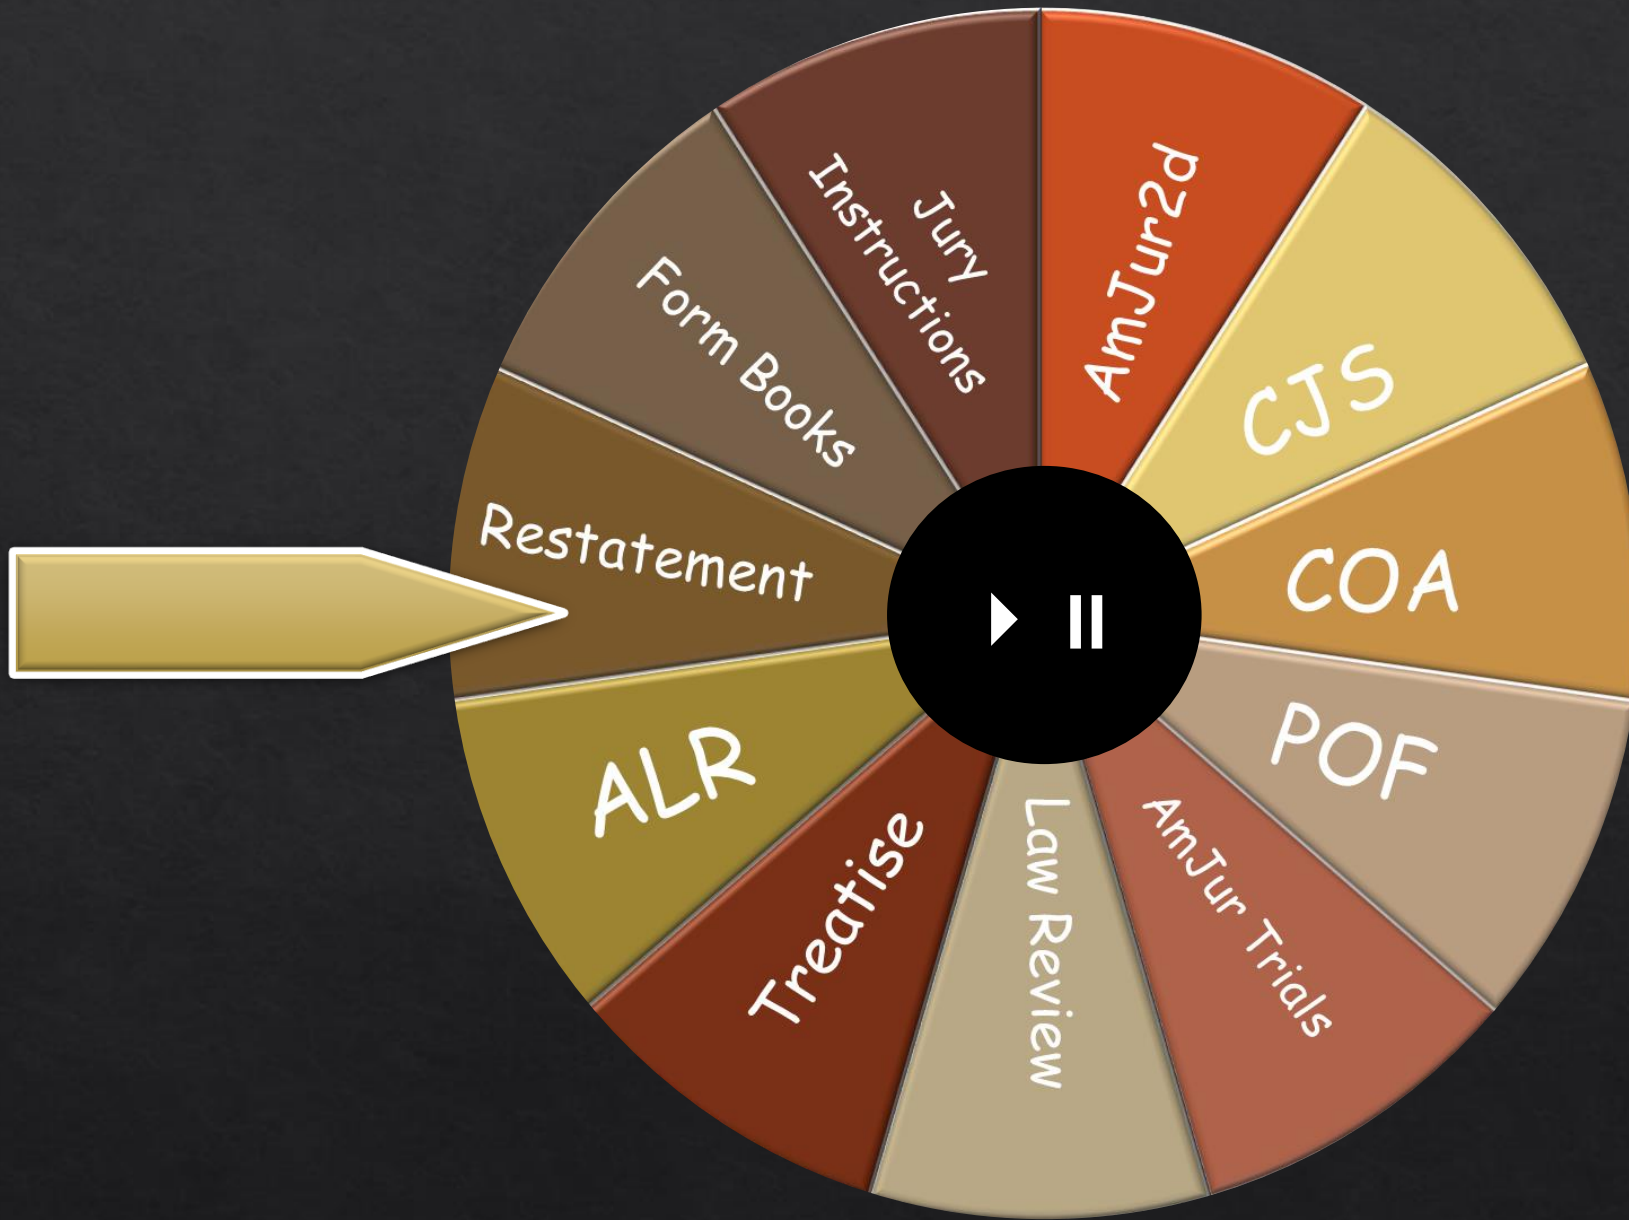 Jury
Instructions
AmJur2d
CJS
COA
POF
AmJur Trials
Law Review
Treatise
ALR
Restatement
Form Books